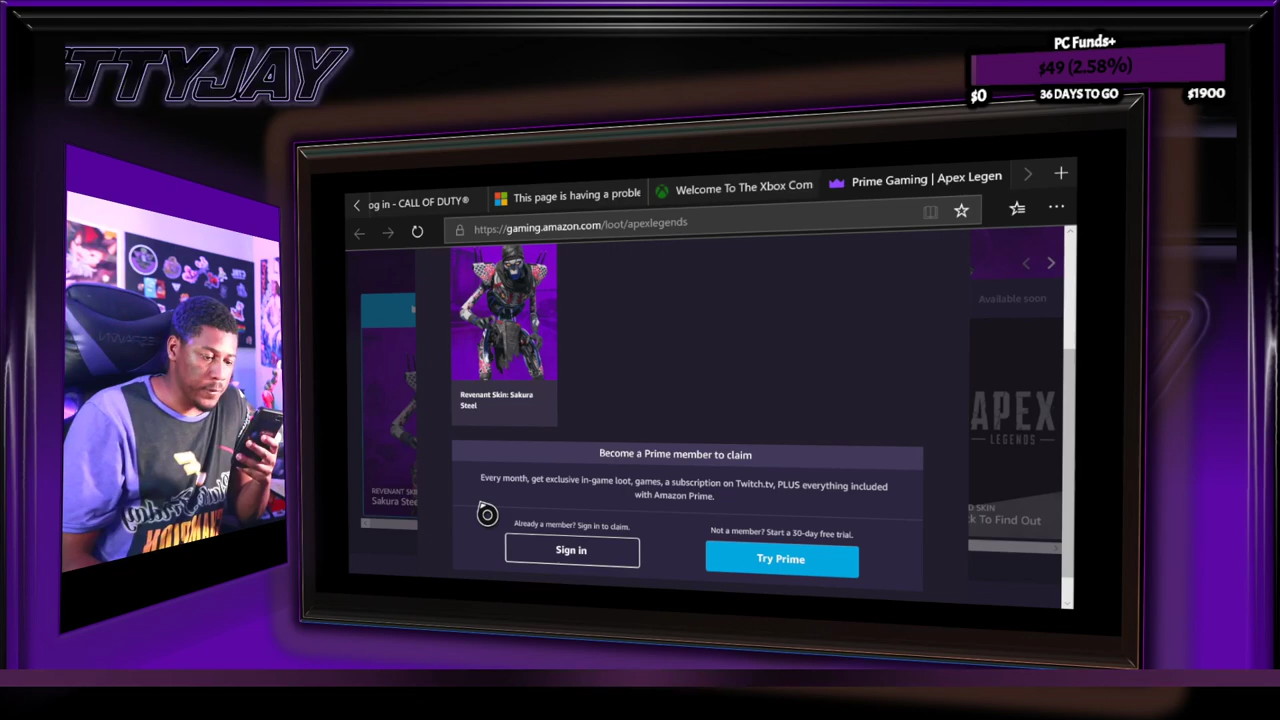 TTYJAY
PC Funds+
$49 (2.58%)
$0
36 DAYS TO GO
$1900
og in - CALL OF DUTY®
This page is having a proble
Welcome To The Xbox Com
Prime Gaming | Apex Legen
https://gaming.amazon.com/loot/apexlegends
Available soon
Revenant Skin: Sakura
Steel
APEX
LEGENDS
REVENANT SKIN
Sakura Stee
D SKIN
ck To Find Out
Become a Prime member to claim
Every month, get exclusive in-game loot, games, a subscription on Twitch.tv, PLUS everything included
with Amazon Prime.
Already a member? Sign in to claim.
Sign in
Not a member? Start a 30-day free trial.
Try Prime